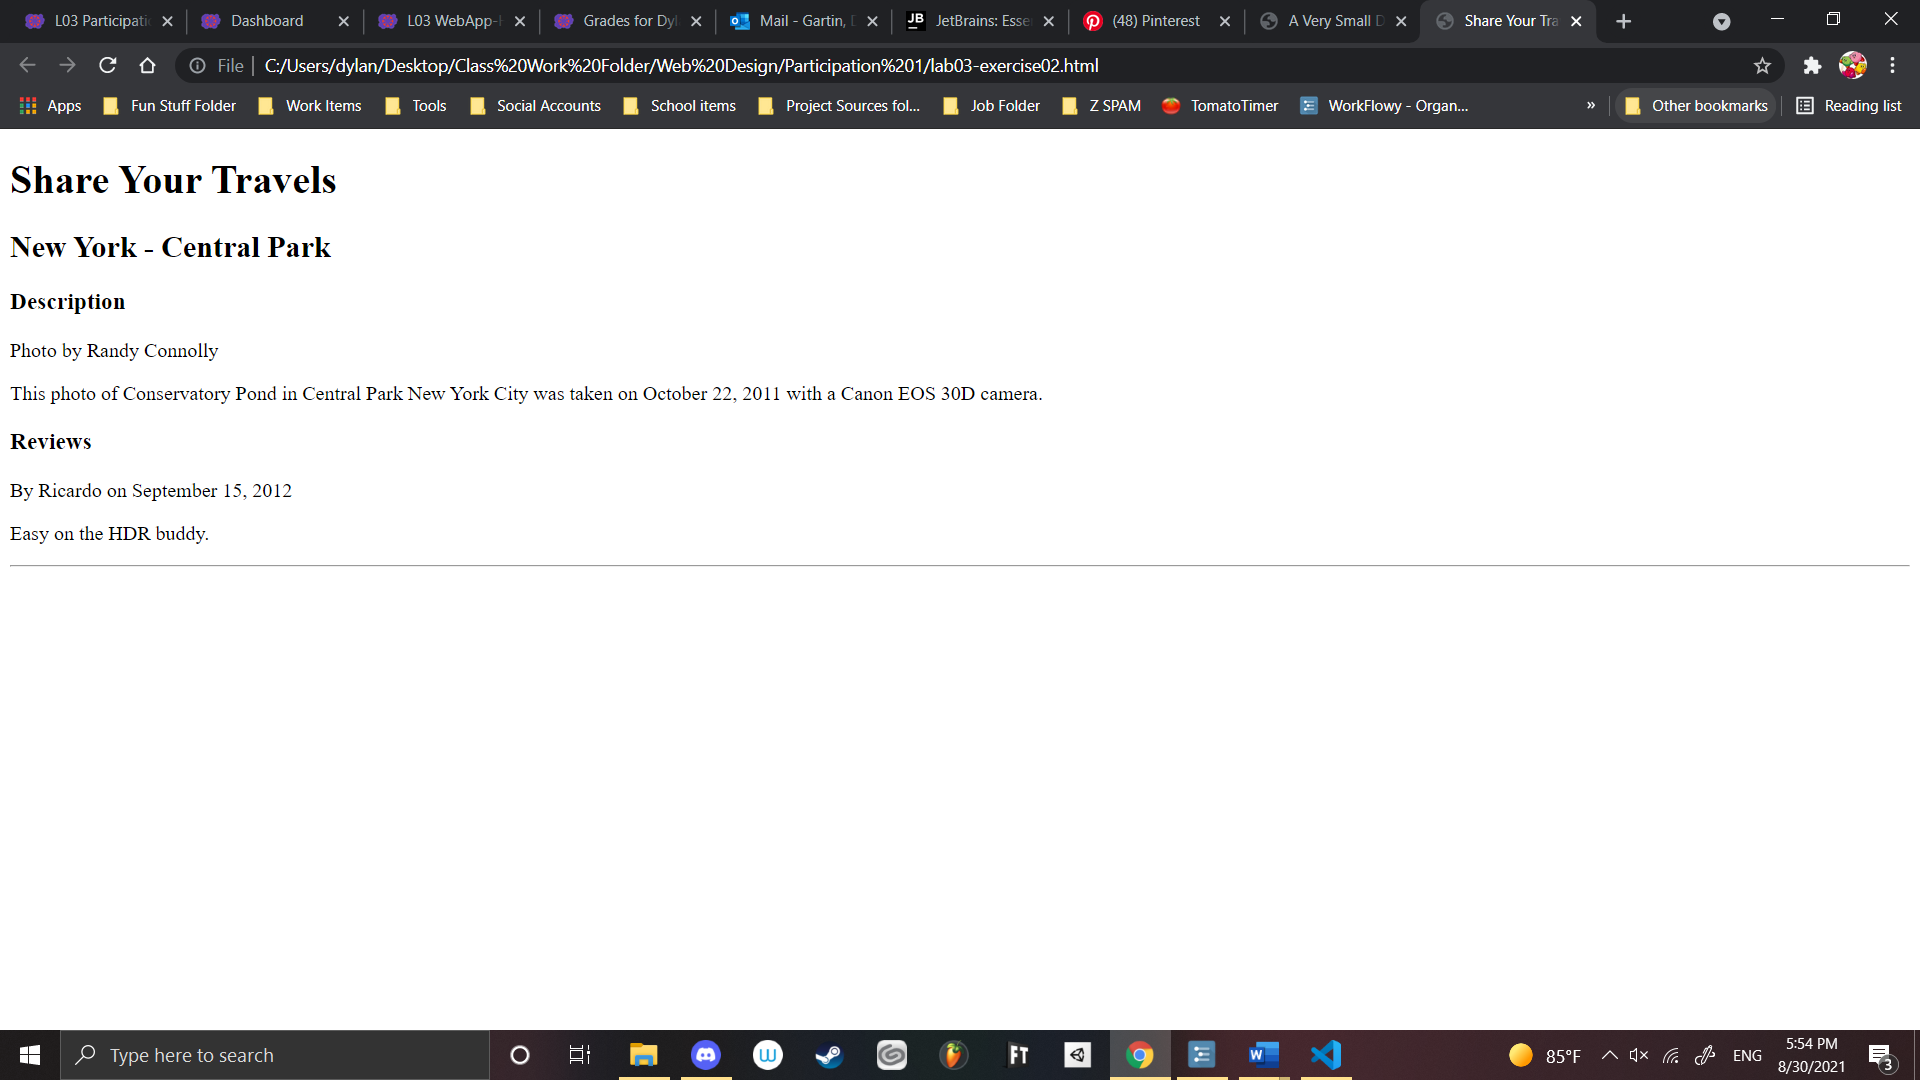 L03 Participati
Dashboard
L03 WebApp-H
Grades for Dyl
Mail - Gartin, D
JB
JetBrains: Esse
(48) Pinterest
A Very Small D
Share Your Tra
File
C:/Users/dylan/Desktop/Class%20Work%20Folder/Web%20Design/Participation%201/lab03-exercise02.html
Apps
Fun Stuff Folder
Work Items
Tools
Social Accounts
School items
Project Sources fol...
Job Folder
Z SPAM
TomatoTimer
WorkFlowy - Organ...
»
Other bookmarks
Reading list
Share Your Travels
New York - Central Park
Description
Photo by Randy Connolly
This photo of Conservatory Pond in Central Park New York City was taken on October 22, 2011 with a Canon EOS 30D camera.
Reviews
By Ricardo on September 15, 2012
Easy on the HDR buddy.
Type here to search
FT
85°F
ENG
5:54 PM
8/30/2021
3